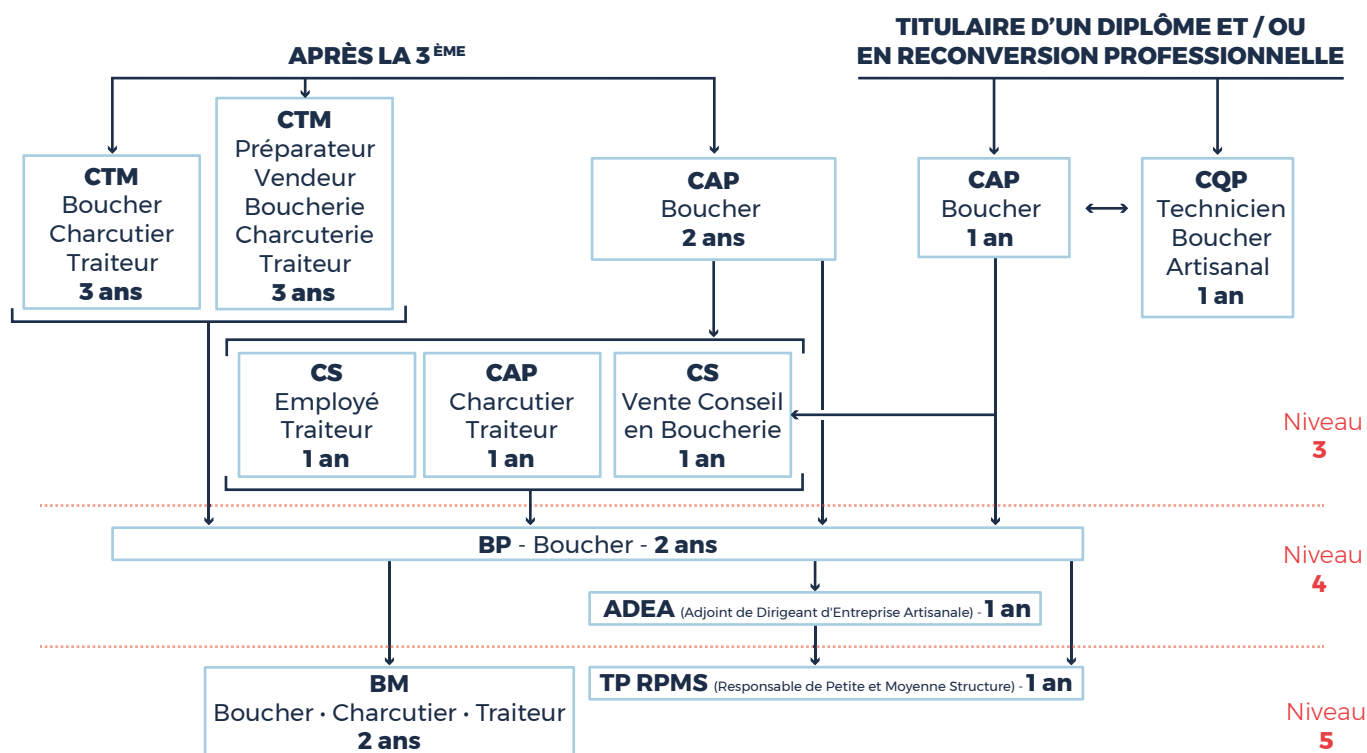 APRÈS LA 3ÈME
TITULAIRE D’UN DIPLÔME ET / OU
EN RECONVERSION PROFESSIONNELLE
CTM
Boucher
Charcutier
Traiteur
3 ans
CTM
Préparateur
Vendeur
Boucherie
Charcuterie
Traiteur
3 ans
CAP
Boucher
2 ans
CAP
Boucher
1 an
CQP
Technicien
Boucher
Artisanal
1 an
CS
Employé
Traiteur
1 an
CAP
Charcutier
Traiteur
1 an
CS
Vente Conseil
en Boucherie
1 an
Niveau
3
BP - Boucher - 2 ans
Niveau
4
ADEA (Adjoint de Dirigeant d'Entreprise Artisanale) - 1 an
BM
Boucher · Charcutier · Traiteur
2 ans
TP RPMS (Responsable de Petite et Moyenne Structure) - 1 an
Niveau
5